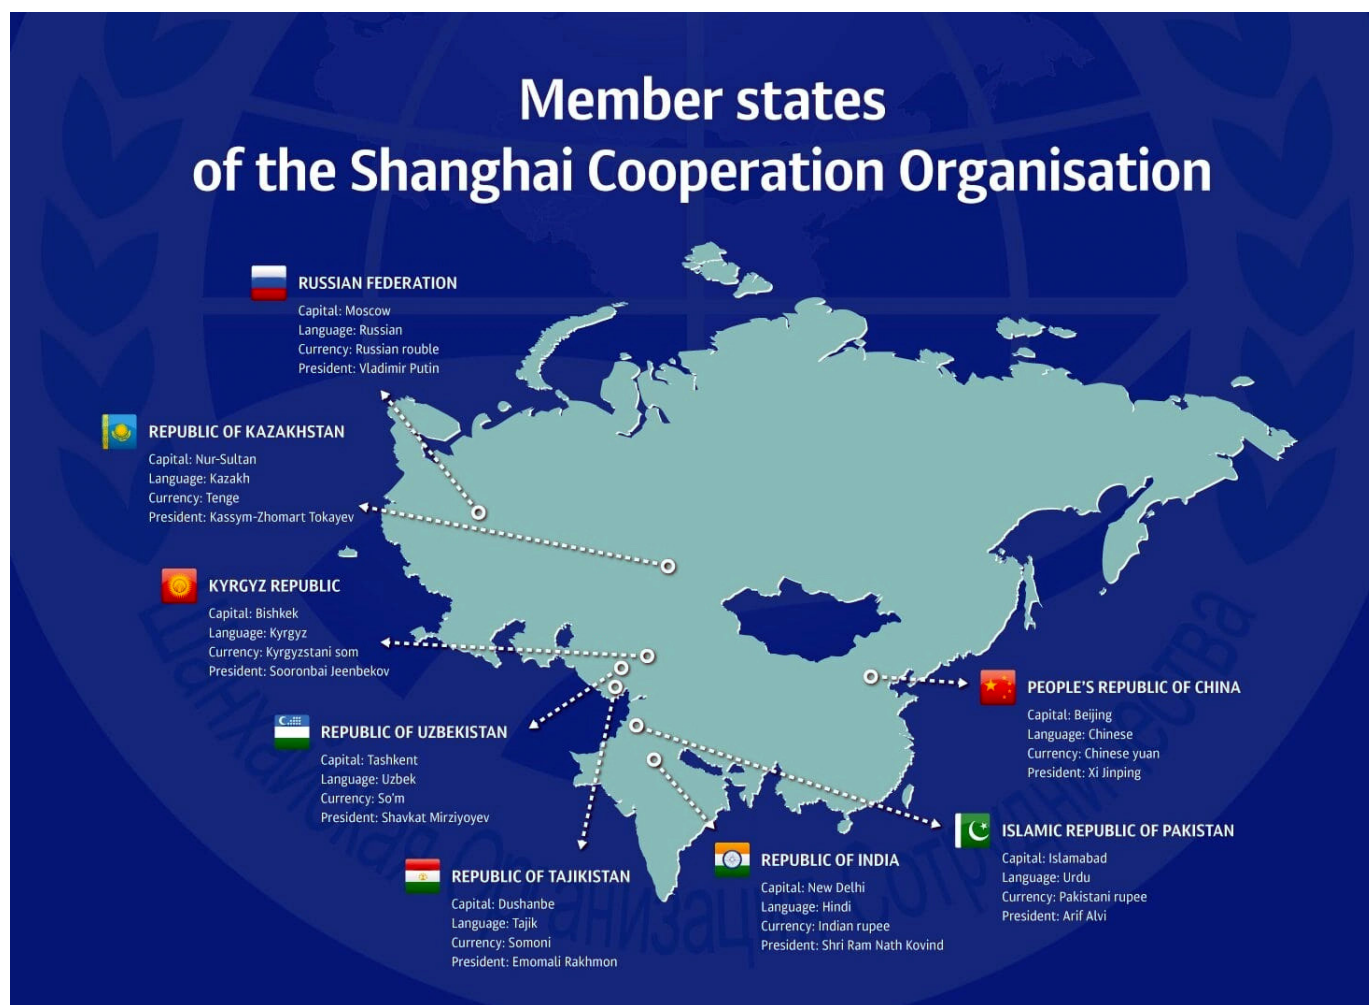 Member states
of the Shanghai Cooperation Organisation
RUSSIAN FEDERATION
Capital: Moscow
Language: Russian
Currency: Russian rouble
President: Vladimir Putin
REPUBLIC OF KAZAKHSTAN
Capital: Nur-Sultan
Language: Kazakh
Currency: Tenge
President: Kassym-Zhomart Tokayev
KYRGYZ REPUBLIC
Capital: Bishkek
Language: Kyrgyz
Currency: Kyrgyzstani som
President: Sooronbai Jeenbekov
REPUBLIC OF UZBEKISTAN
Capital: Tashkent
Language: Uzbek
Currency: So'm
President: Shavkat Mirziyoyev
REPUBLIC OF TAJIKISTAN
Capital: Dushanbe
Language: Tajik
Currency: Somoni
President: Emomali Rakhmon
REPUBLIC OF INDIA
Capital: New Delhi
Language: Hindi
Currency: Indian rupee
President: Shri Ram Nath Kovind
PEOPLE'S REPUBLIC OF CHINA
Capital: Beijing
Language: Chinese
Currency: Chinese yuan
President: Xi Jinping
ISLAMIC REPUBLIC OF PAKISTAN
Capital: Islamabad
Language: Urdu
Currency: Pakistani rupee
President: Arif Alvi
Шанхайская Организация Сотрудничества